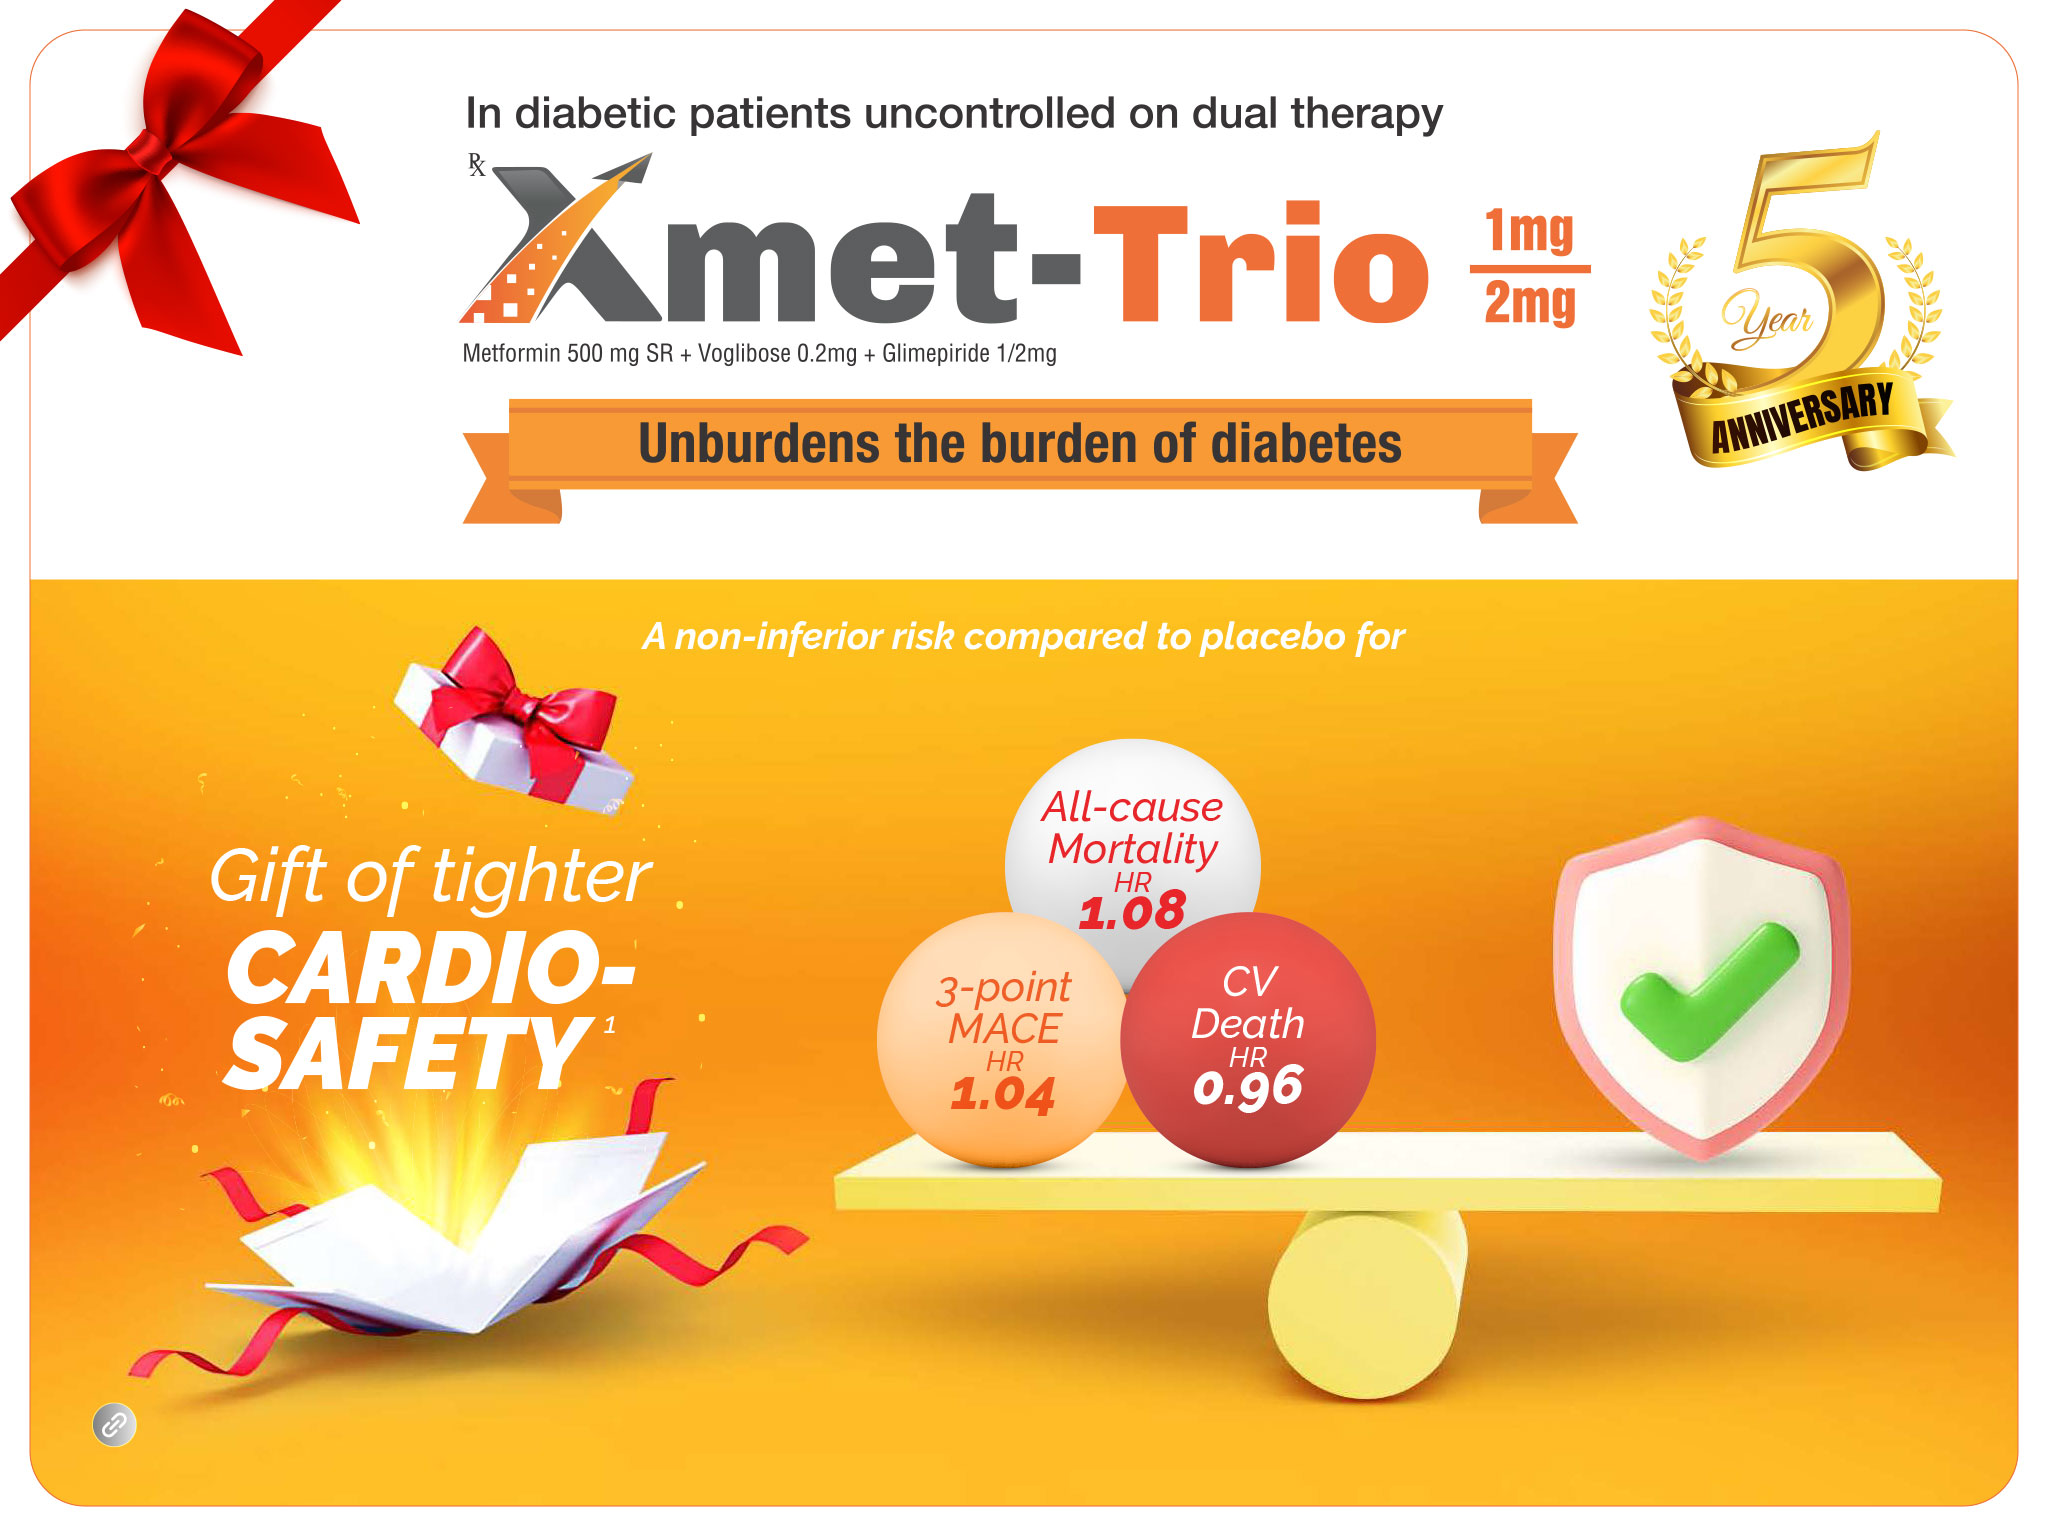 In diabetic patients uncontrolled on dual therapy
Rx
Xmet-Trio 1mg
2mg
Metformin 500 mg SR + Voglibose 0.2mg + Glimepiride 1/2mg
5
Year
ANNIVERSARY
Unburdens the burden of diabetes
A non-inferior risk compared to placebo for
Gift of tighter
CARDIO-
SAFETY 1
All-cause
Mortality
HR
1.08
3-point
MACE
HR
1.04
CV
Death
HR
0.96